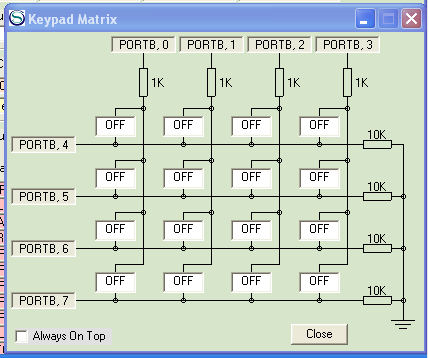 Keypad Matrix
PORTB, 0 PORTB, 1 PORTB, 2 PORTB, 3
1K 1K 1K 1K
OFF OFF OFF OFF
10K
PORTB, 4
OFF OFF OFF OFF
10K
PORTB, 5
OFF OFF OFF OFF
10K
PORTB, 6
OFF OFF OFF OFF
10K
PORTB, 7
Always On Top
Close